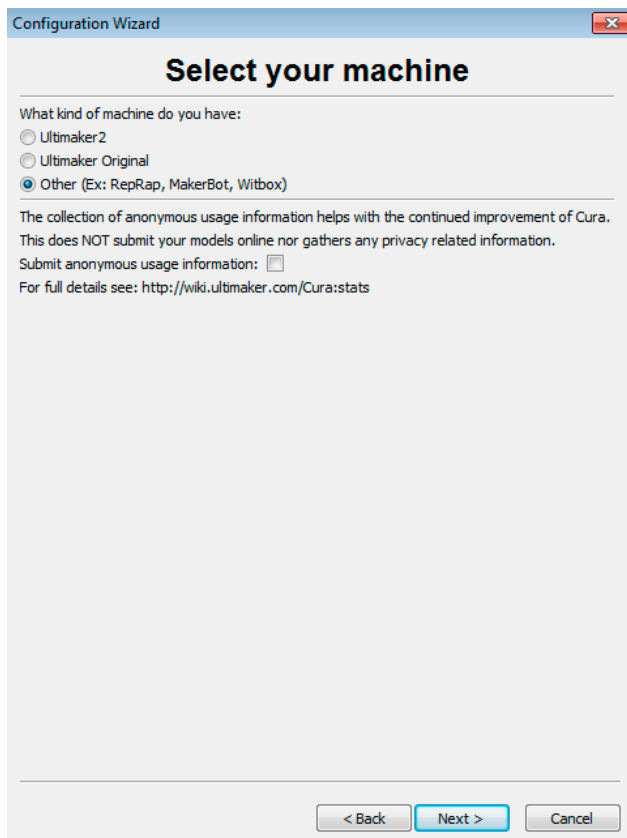 Configuration Wizard
Select your machine
What kind of machine do you have:
Ultimaker2
Ultimaker Original
Other (Ex: RepRap, MakerBot, Witbox)
The collection of anonymous usage information helps with the continued improvement of Cura.
This does NOT submit your models online nor gathers any privacy related information.
Submit anonymous usage information:
For full details see: http://wiki.ultimaker.com/Cura:stats
< Back Next > Cancel